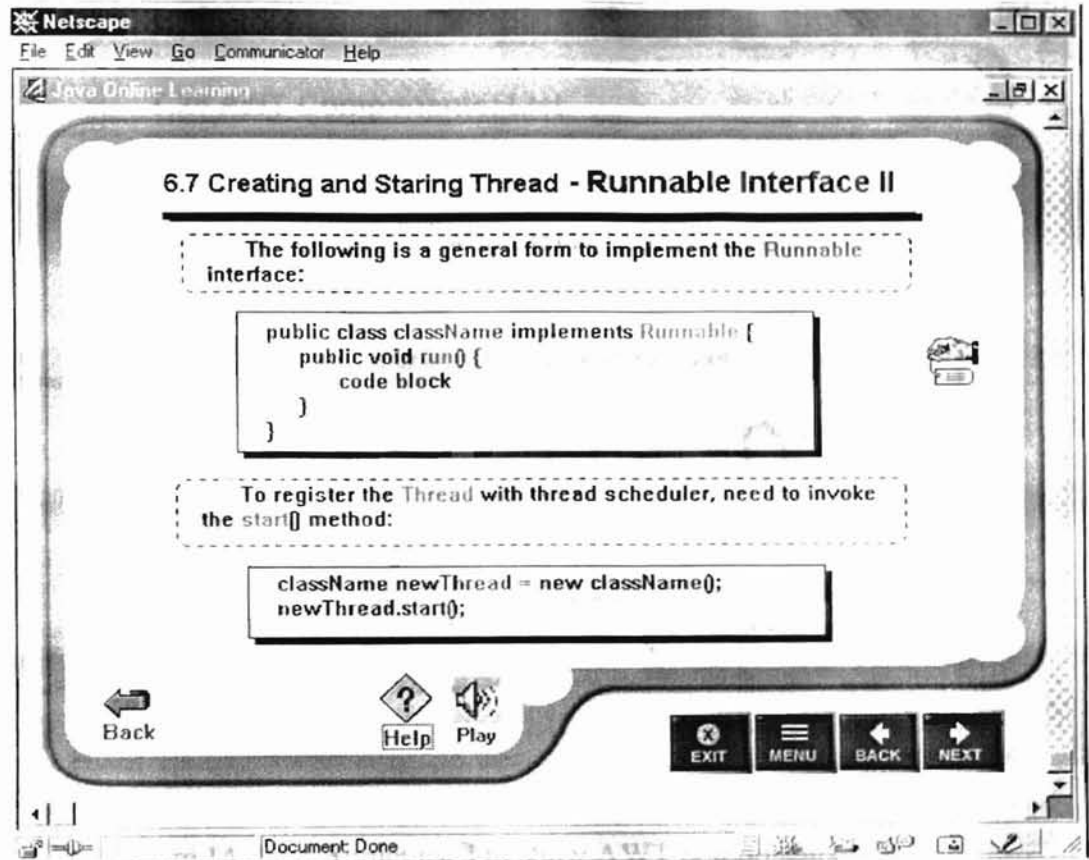 Netscape
File Edit View Go Communicator Help
Java Online Learning
6.7 Creating and Staring Thread - Runnable Interface II
The following is a general form to implement the Runnable
interface:
public class className implements Runnable {
public void run() {
code block
}
}
To register the Thread with thread scheduler, need to invoke
the start() method:
className newThread = new className();
newThread.start();
Back
Help
Play
EXIT
MENU
BACK
NEXT
Document: Done